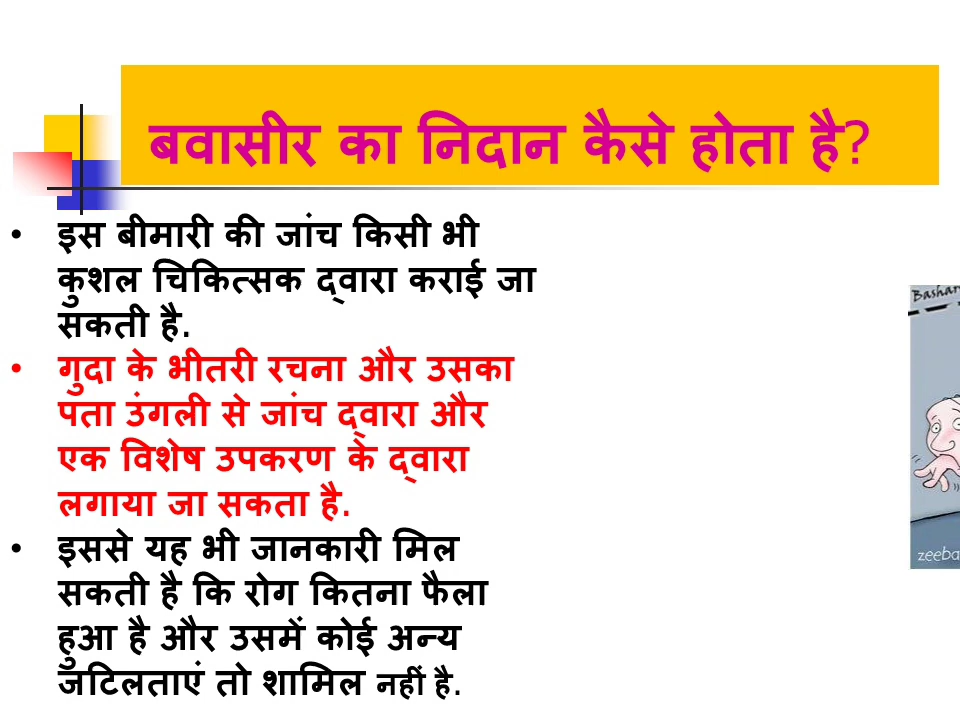 बवासीर का निदान कैसे होता है?
• इस बीमारी की जांच किसी भी
कुशल चिकित्सक द्वारा कराई जा
सकती है.
• गुदा के भीतरी रचना और उसका
पता उंगली से जांच द्वारा और
एक विशेष उपकरण के द्वारा
लगाया जा सकता है.
• इससे यह भी जानकारी मिल
सकती है कि रोग कितना फैला
हुआ है और उसमें कोई अन्य
जटिलताएं तो शामिल नहीं है.